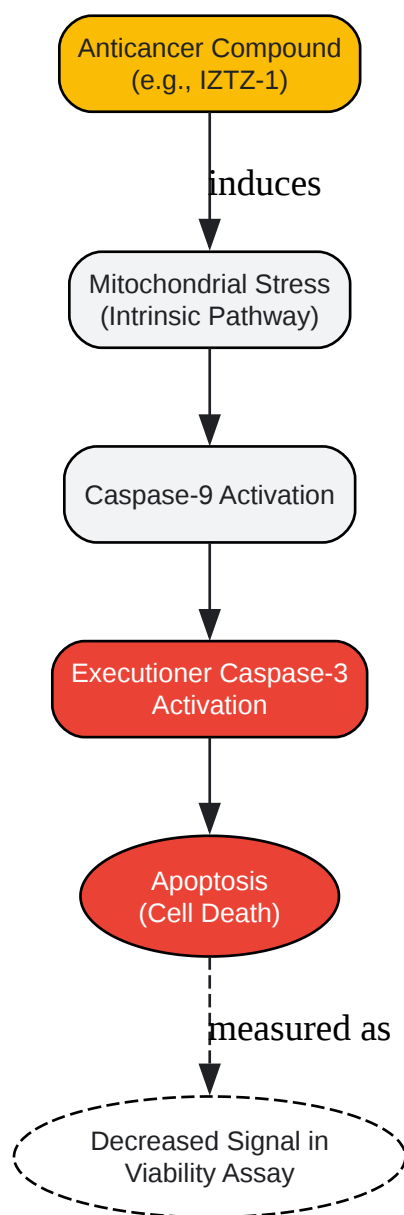 Anticancer Compound
(e.g., IZTZ-1)
induces
Mitochondrial Stress
(Intrinsic Pathway)
Caspase-9 Activation
Executioner Caspase-3
Activation
Apoptosis
(Cell Death)
measured as
Decreased Signal in
Viability Assay